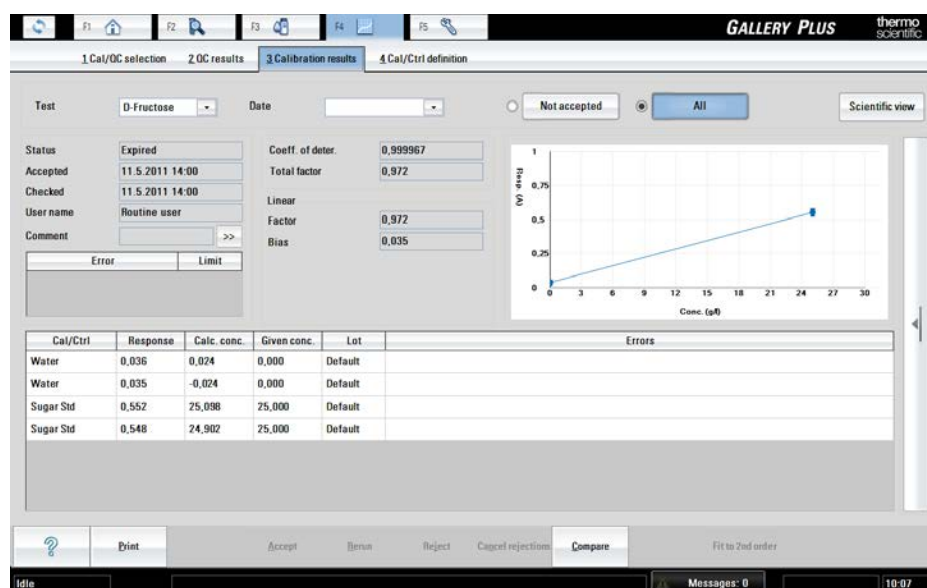 F1 F2 F3 F4 F5 GALLERY PLUS thermo
scientific
1 Cal/QC selection 2 QC results 3 Calibration results 4 Cal/Ctrl definition
Test D-Fructose Date Not accepted All Scientific view
Status Expired Coeff. of deter. 0,999967
Accepted 11.5.2011 14:00 Total factor 0,972
Checked 11.5.2011 14:00
Linear
User name Routine user Factor 0,972
Comment >> Bias 0,035
Error Limit
1
0,75
0,5
0,25
0
Resp. (A)
0 3 6 9 12 15 18 21 24 27 30
Conc. (g/l)
Cal/Ctrl Response Calc. conc. Given conc. Lot Errors
Water 0,036 0,024 0,000 Default
Water 0,035 -0,024 0,000 Default
Sugar Std 0,552 25,098 25,000 Default
Sugar Std 0,548 24,902 25,000 Default
? Print Accept Rerun Reject Cancel rejections Compare Fit to 2nd order
Idle Messages: 0 10:07